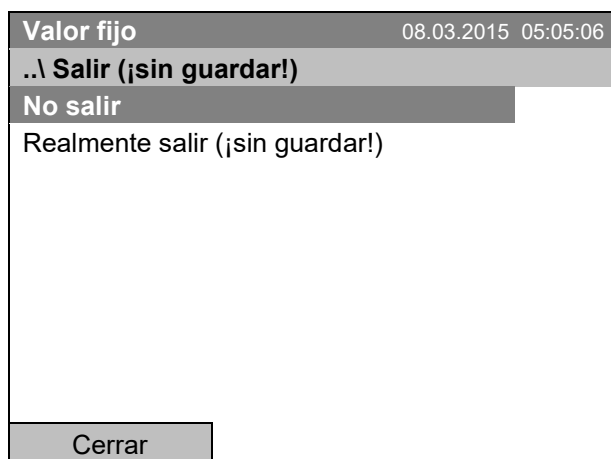 Valor fijo 08.03.2015 05:05:06
..\ Salir (¡sin guardar!)
No salir
Realmente salir (¡sin guardar!)
Cerrar